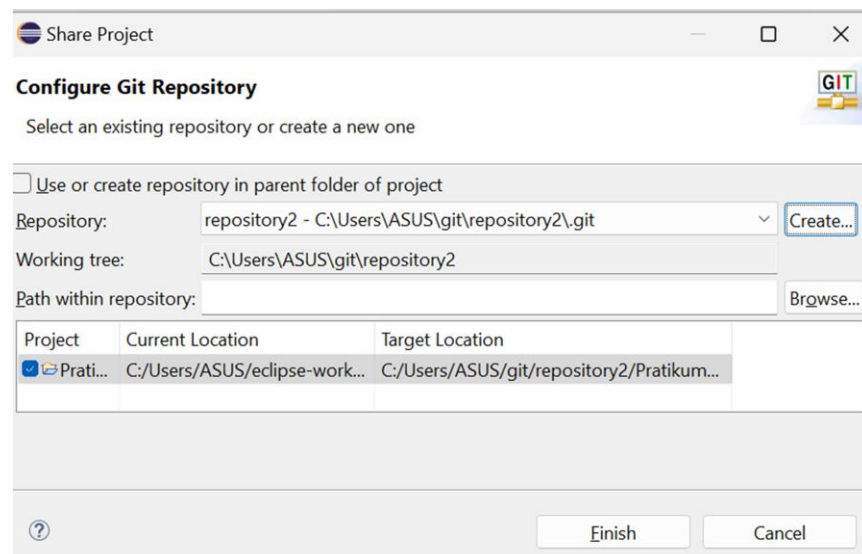 Share Project
Configure Git Repository
GIT
Select an existing repository or create a new one
Use or create repository in parent folder of project
Repository: repository2 - C:\Users\ASUS\git\repository2\.git Create...
Working tree: C:\Users\ASUS\git\repository2
Path within repository: Browse...
Project Current Location Target Location
Prati... C:/Users/ASUS/eclipse-work... C:/Users/ASUS/git/repository2/Pratikum...
? Finish Cancel